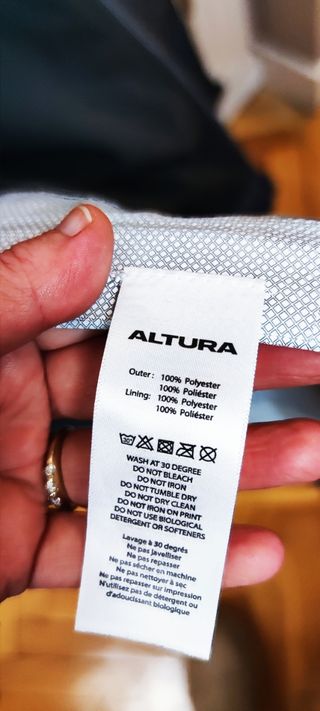 ALTURA
Outer: 100% Polyester
100% Poliéster
Lining: 100% Polyester
100% Poliéster
WASH AT 30 DEGREE
DO NOT BLEACH
DO NOT IRON
DO NOT TUMBLE DRY
DO NOT DRY CLEAN
DO NOT IRON ON PRINT
DO NOT USE BIOLOGICAL
DETERGENT OR SOFTENERS
Lavage à 30 degrés
Ne pas javelliser
Ne pas repasser
Ne pas sécher en machine
Ne pas nettoyer à sec
Ne pas repasser sur impression
N'utilisez pas de détergent ou
d'adoucissant biologique